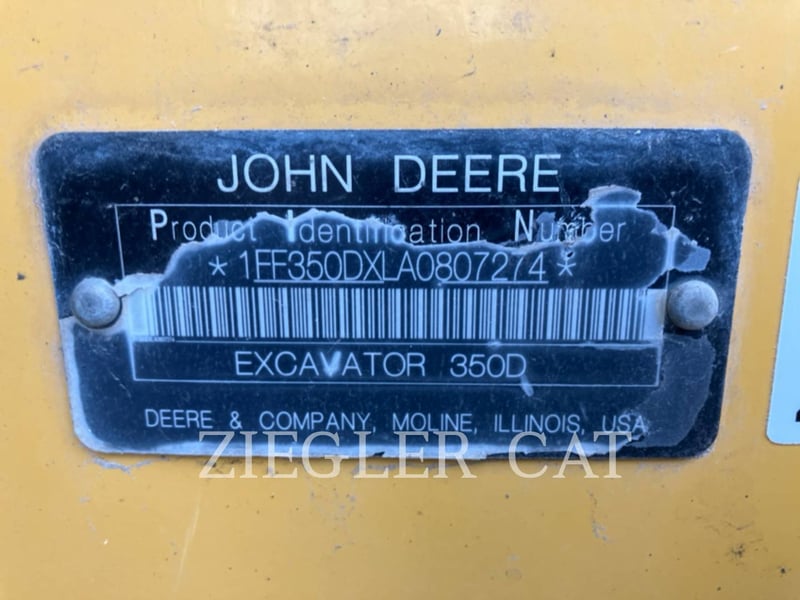 JOHN DEERE
Product Identification Number
*1FF350DXLA0807274*
EXCAVATOR 350D
DEERE & COMPANY, MOLINE, ILLINOIS, USA
ZIEGLER CAT